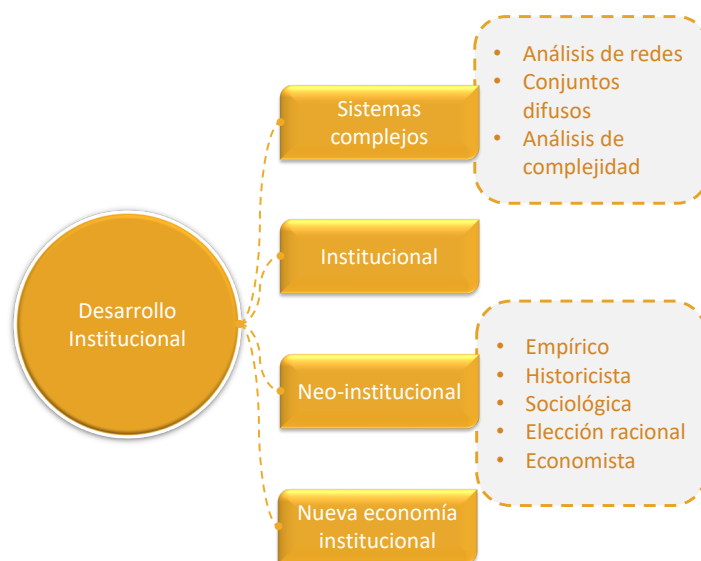 Desarrollo
Institucional
Sistemas
complejos
• Análisis de redes
• Conjuntos
difusos
• Análisis de
complejidad
Institucional
Neo-institucional
• Empírico
• Historicista
• Sociológica
• Elección racional
• Economista
Nueva economía
institucional